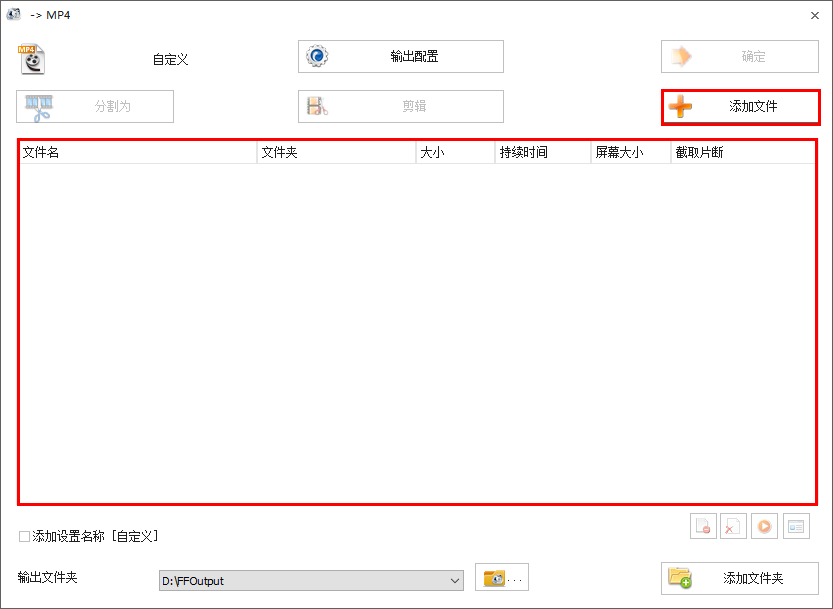 -> MP4
MP4
自定义
输出配置
确定
分割为
剪辑
添加文件
文件名 文件夹 大小 持续时间 屏幕大小 截取片断
添加设置名称 [自定义]
输出文件夹
D:\FFOutput
...
添加文件夹